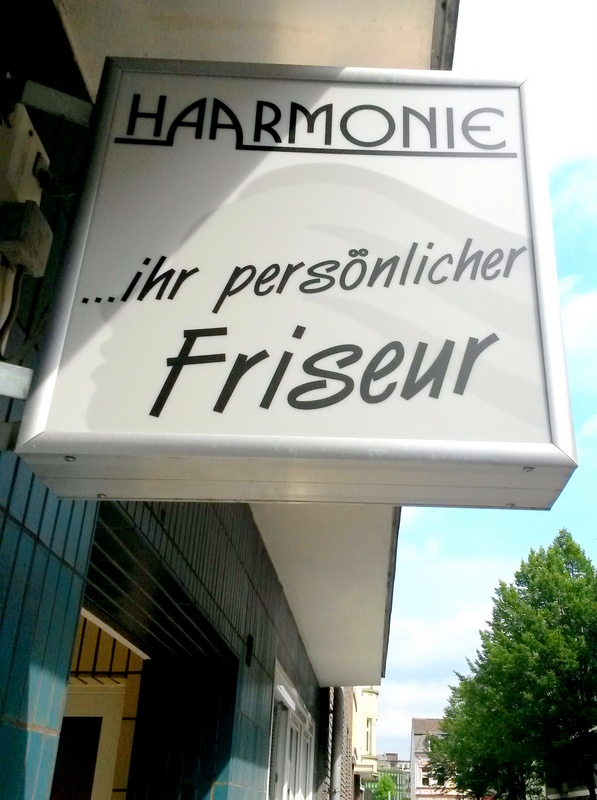 HAARMONIE
...ihr persönlicher
Friseur